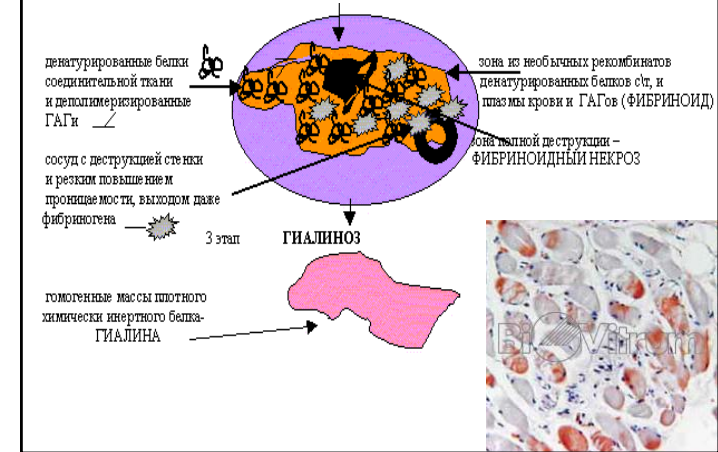 денатурированные белки
соединительной ткани
и деполимеризированные
ГАГи
зона из необычных рекомбинатов
денатурированных белков с\т, и
плазмы крови и ГАГов (ФИБРИНОИД)
зона полной деструкции –
ФИБРИНОИДНЫЙ НЕКРОЗ
сосуд с деструкцией стенки
и резким повышением
проницаемости, выходом даже
фибриногена
3 этап ГИАЛИНОЗ
гомогенные массы плотного
химически инертного белка-
ГИАЛИНА
BioVitrum